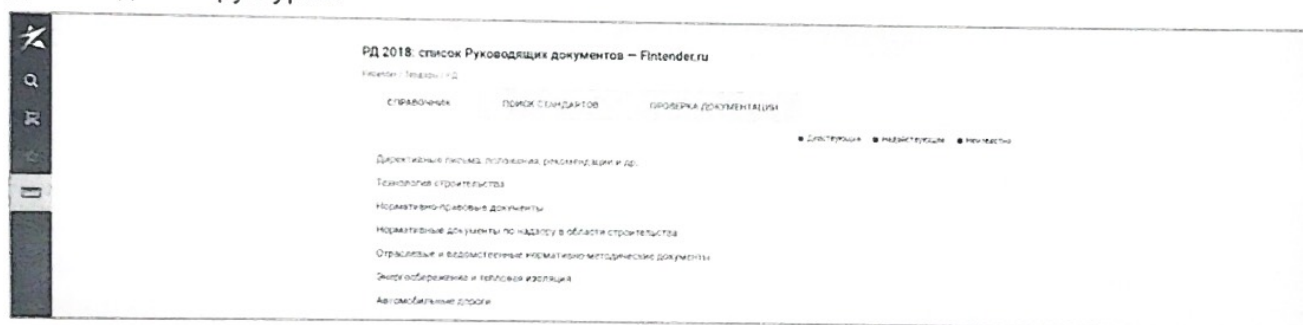 РД 2018: список Руководящих документов — Fintender.ru
СПРАВОЧНИК ПОИСК СТАНДАРТОВ ПРОВЕРКА ДОКУМЕНТАЦИИ
Действующие Недействующие Неизвестно
Директивные письма, положения, рекомендации и др.
Технология строительства
Нормативно-правовые документы
Нормативные документы по надзору в области строительства
Отраслевые и ведомственные нормативно-методические документы
Энергосбережение и тепловая изоляция
Автомобильные дороги